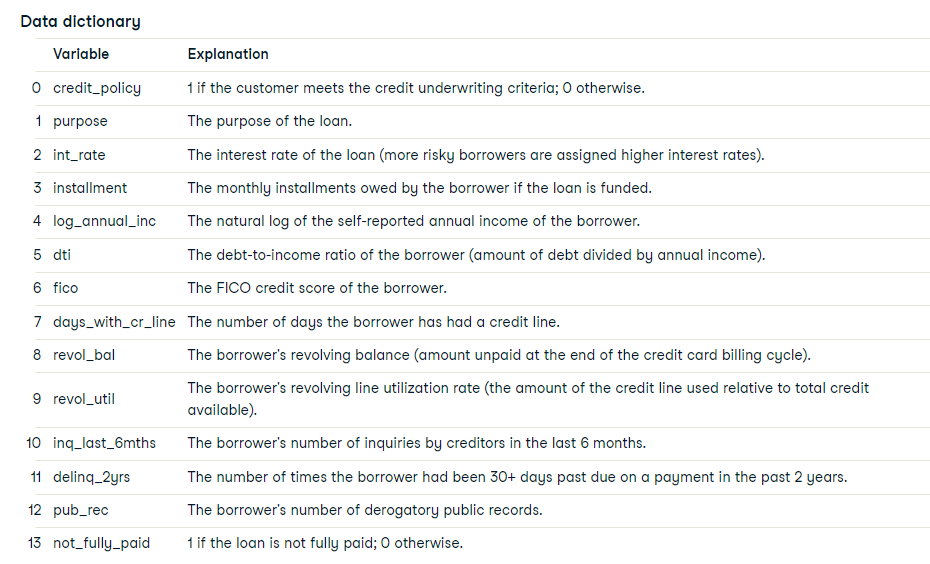 Data dictionary
Variable Explanation
0 credit_policy 1 if the customer meets the credit underwriting criteria; 0 otherwise.
1 purpose The purpose of the loan.
2 int_rate The interest rate of the loan (more risky borrowers are assigned higher interest rates).
3 installment The monthly installments owed by the borrower if the loan is funded.
4 log_annual_inc The natural log of the self-reported annual income of the borrower.
5 dti The debt-to-income ratio of the borrower (amount of debt divided by annual income).
6 fico The FICO credit score of the borrower.
7 days_with_cr_line The number of days the borrower has had a credit line.
8 revol_bal The borrower's revolving balance (amount unpaid at the end of the credit card billing cycle).
9 revol_util The borrower's revolving line utilization rate (the amount of the credit line used relative to total credit
available).
10 inq_last_6mths The borrower's number of inquiries by creditors in the last 6 months.
11 delinq_2yrs The number of times the borrower had been 30+ days past due on a payment in the past 2 years.
12 pub_rec The borrower's number of derogatory public records.
13 not_fully_paid 1 if the loan is not fully paid; 0 otherwise.